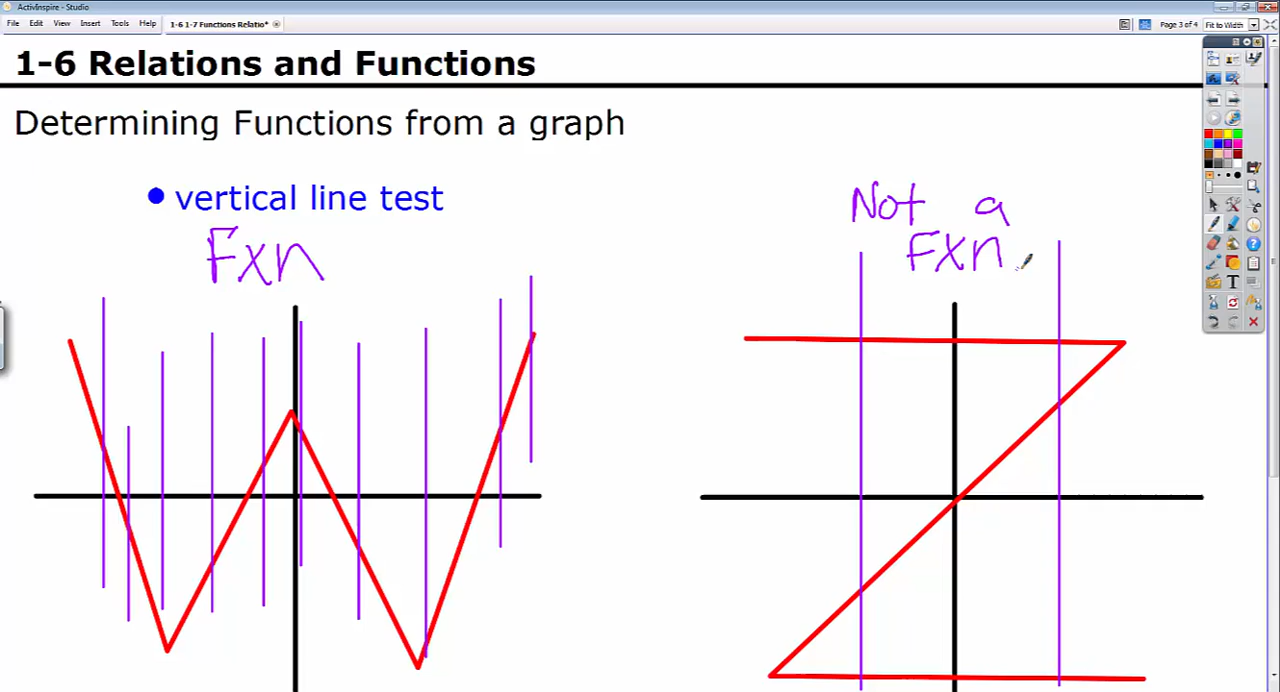 ActivInspire - Studio
File Edit View Insert Tools Help
1-6 1-7 Functions Relatio*
Page 3 of 4
Fit to Width
1-6 Relations and Functions
Determining Functions from a graph
• vertical line test
Fxn
Not a
Fxn